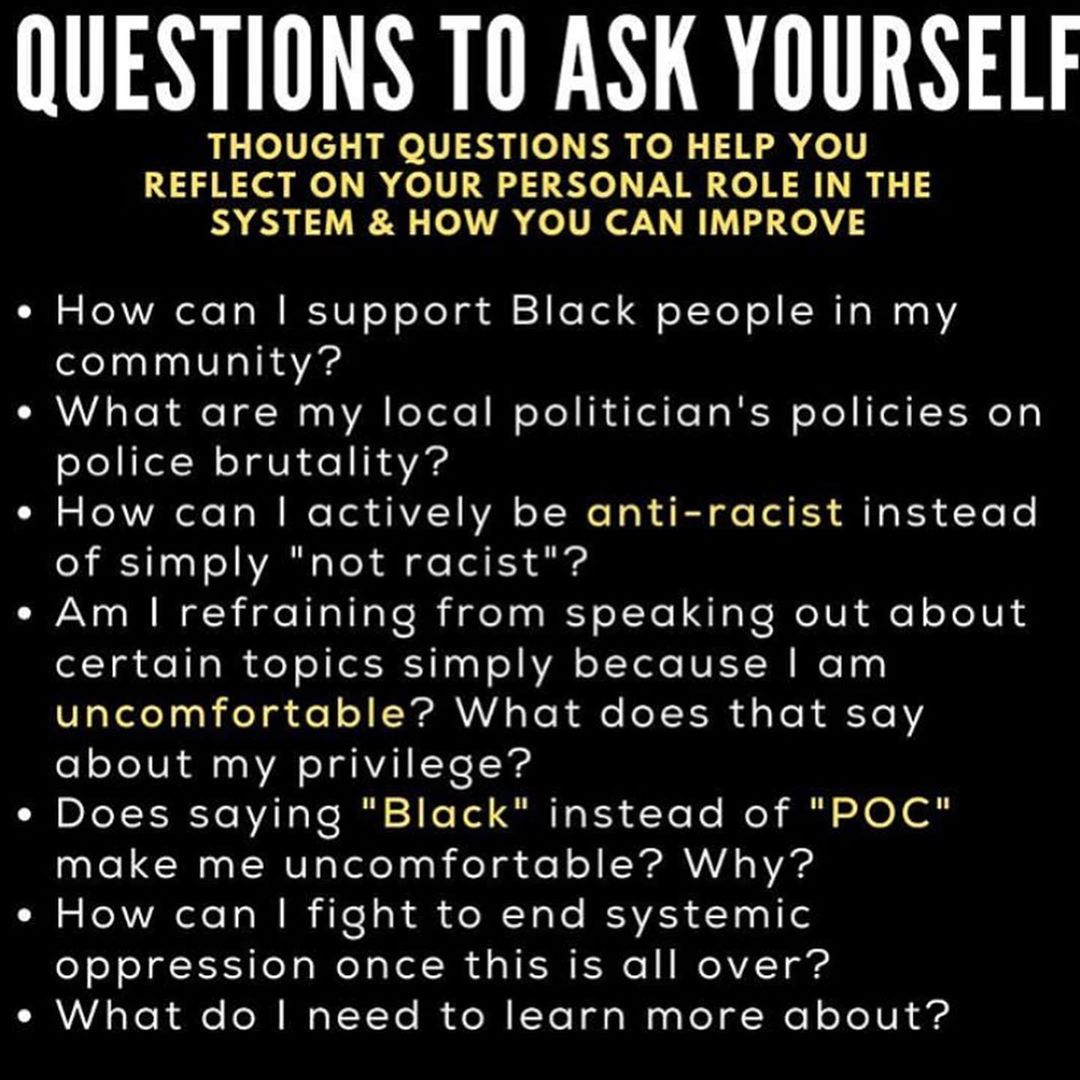 QUESTIONS TO ASK YOURSELF
THOUGHT QUESTIONS TO HELP YOU
REFLECT ON YOUR PERSONAL ROLE IN THE
SYSTEM & HOW YOU CAN IMPROVE
• How can I support Black people in my
community?
• What are my local politician's policies on
police brutality?
• How can I actively be anti-racist instead
of simply "not racist"?
• Am I refraining from speaking out about
certain topics simply because I am
uncomfortable? What does that say
about my privilege?
• Does saying "Black" instead of "POC"
make me uncomfortable? Why?
• How can I fight to end systemic
oppression once this is all over?
• What do I need to learn more about?